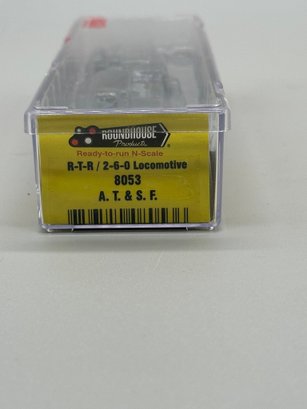 ROUNDHOUSE
Products
Ready-to-run N-Scale
R-T-R / 2-6-0 Locomotive
8053
A. T. & S. F.